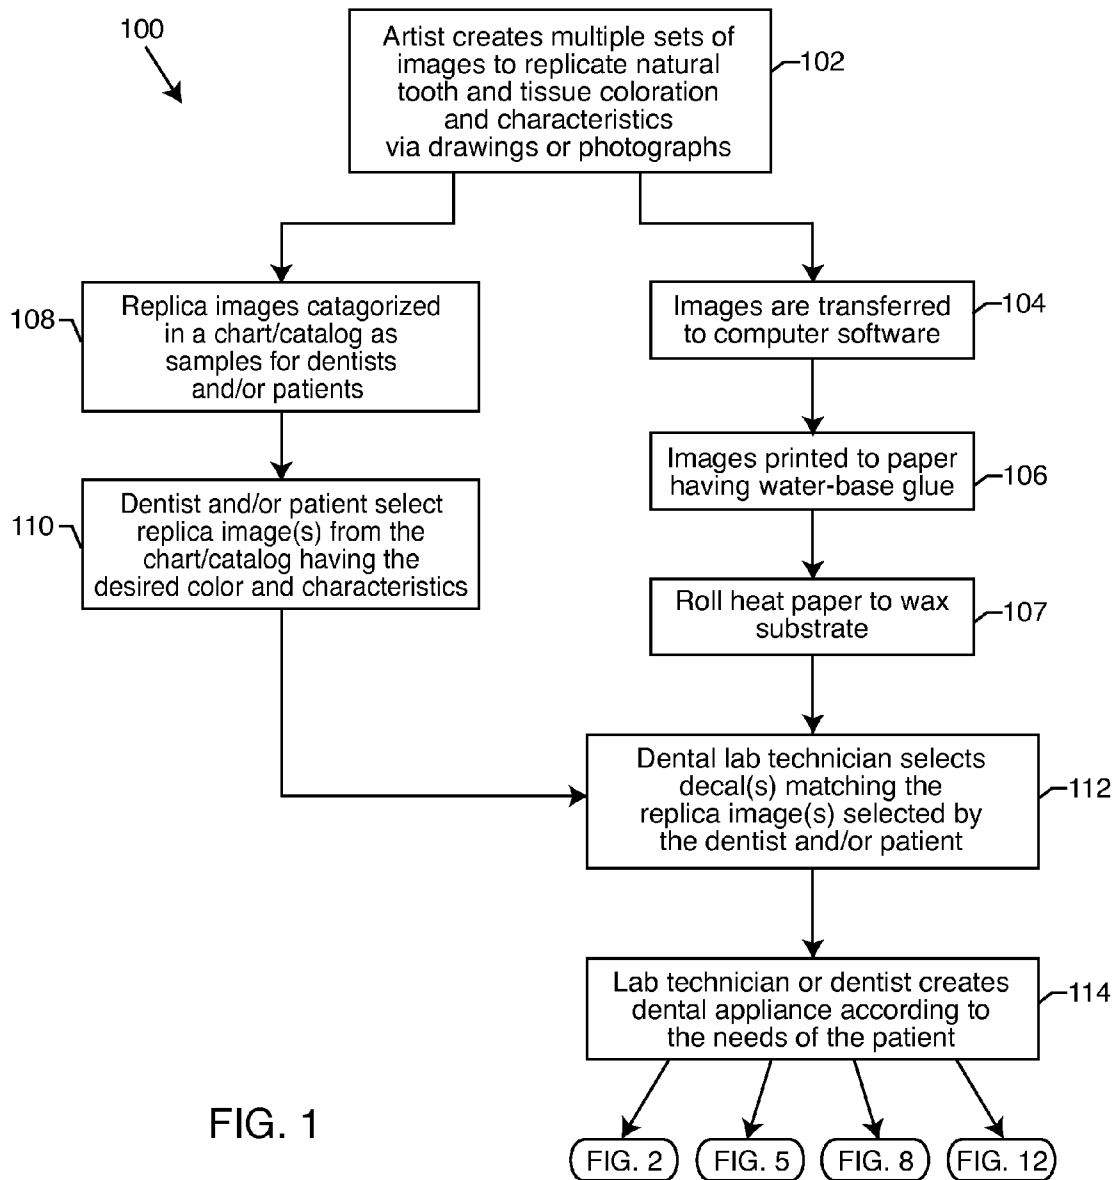 100
Artist creates multiple sets of
images to replicate natural
tooth and tissue coloration
and characteristics
via drawings or photographs
102
108
Replica images catagorized
in a chart/catalog as
samples for dentists
and/or patients
Images are transferred
to computer software
104
Images printed to paper
having water-base glue
106
110
Dentist and/or patient select
replica image(s) from the
chart/catalog having the
desired color and characteristics
Roll heat paper to wax
substrate
107
Dental lab technician selects
decal(s) matching the
replica image(s) selected by
the dentist and/or patient
112
Lab technician or dentist creates
dental appliance according to
the needs of the patient
114
FIG. 1
FIG. 2
FIG. 5
FIG. 8
FIG. 12